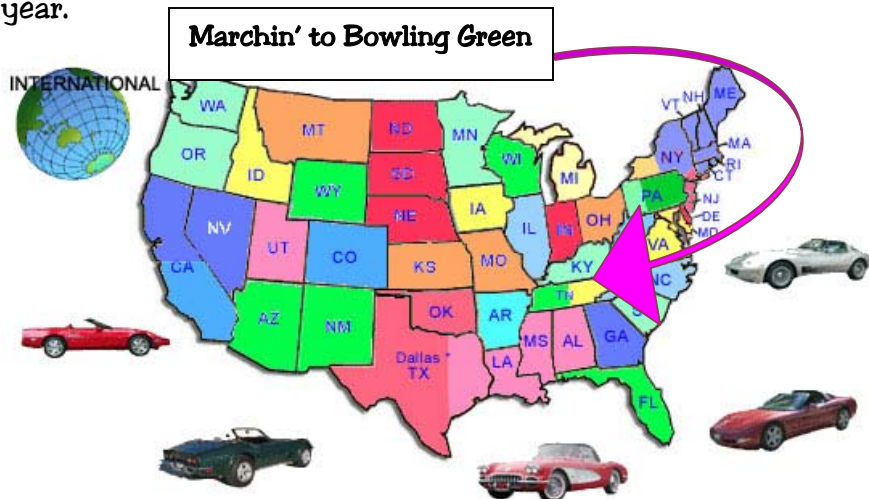 year.
Marchin' to Bowling Green
INTERNATIONAL
WA
MT
ND
MN
VT
NH
ME
OR
ID
WY
SD
WI
MI
NY
MA
RI
CT
NV
UT
CO
NE
IA
IL
IN
OH
PA
NJ
DE
MD
CA
KS
MO
KY
VA
NC
AZ
NM
OK
AR
TN
Dallas *
TX
LA
MS
AL
GA
FL